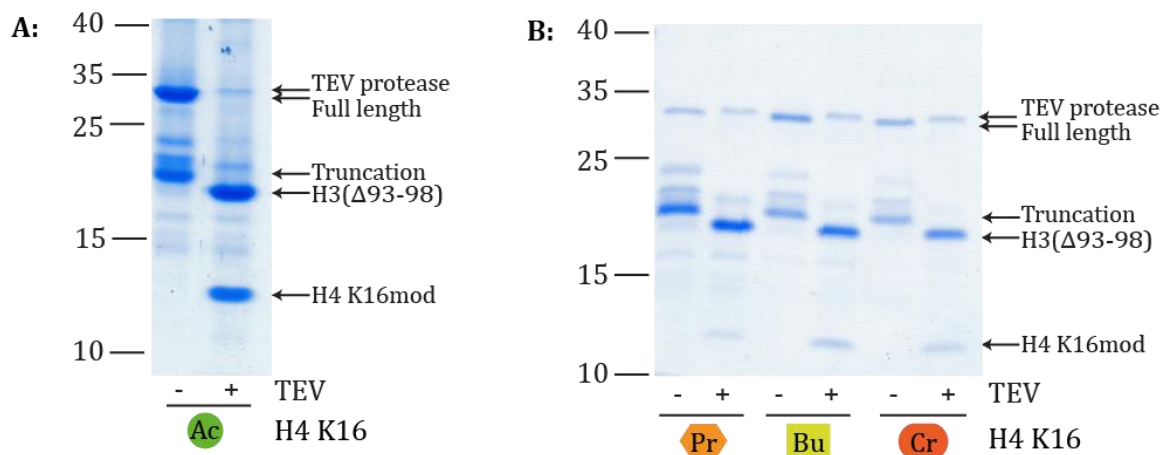 A:
40
35
25
15
10
TEV protease
Full length
Truncation
H3(Δ93-98)
H4 K16mod
- + TEV
Ac H4 K16
B:
40
35
25
15
10
TEV protease
Full length
Truncation
H3(Δ93-98)
H4 K16mod
- + - + - + TEV
Pr Bu Cr H4 K16